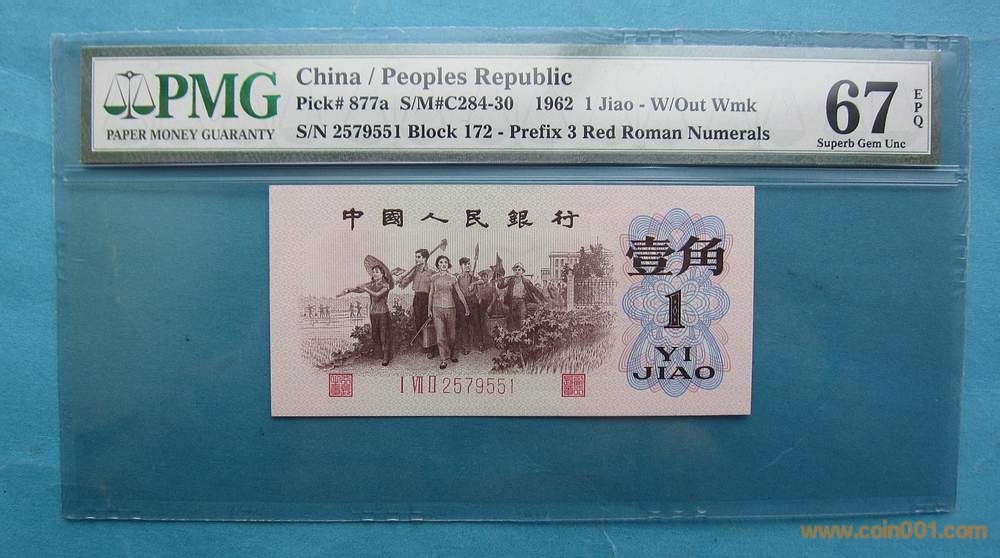 PMG
PAPER MONEY GUARANTY
China / Peoples Republic
Pick# 877a S/M#C284-30 1962 1 Jiao - W/Out Wmk
S/N 2579551 Block 172 - Prefix 3 Red Roman Numerals
67
EPQ
Superb Gem Unc
中國人民銀行
壹角
1
YI
JIAO
I VII II 2579551
www.coin001.com